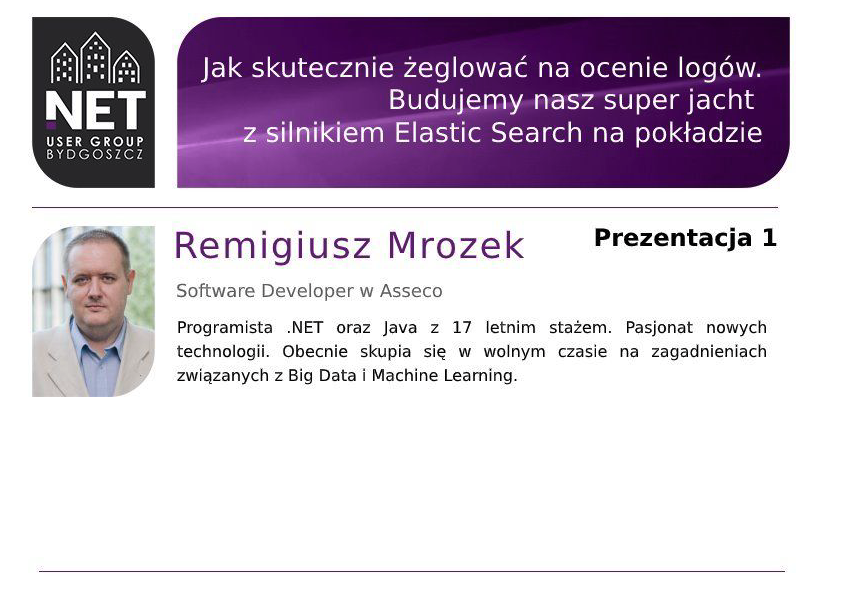 .NET
USER GROUP
BYDGOSZCZ
Jak skutecznie żeglować na ocenie logów.
Budujemy nasz super jacht
z silnikiem Elastic Search na pokładzie
Remigiusz Mrozek
Prezentacja 1
Software Developer w Asseco
Programista .NET oraz Java z 17 letnim stażem. Pasjonat nowych
technologii. Obecnie skupia się w wolnym czasie na zagadnieniach
związanych z Big Data i Machine Learning.